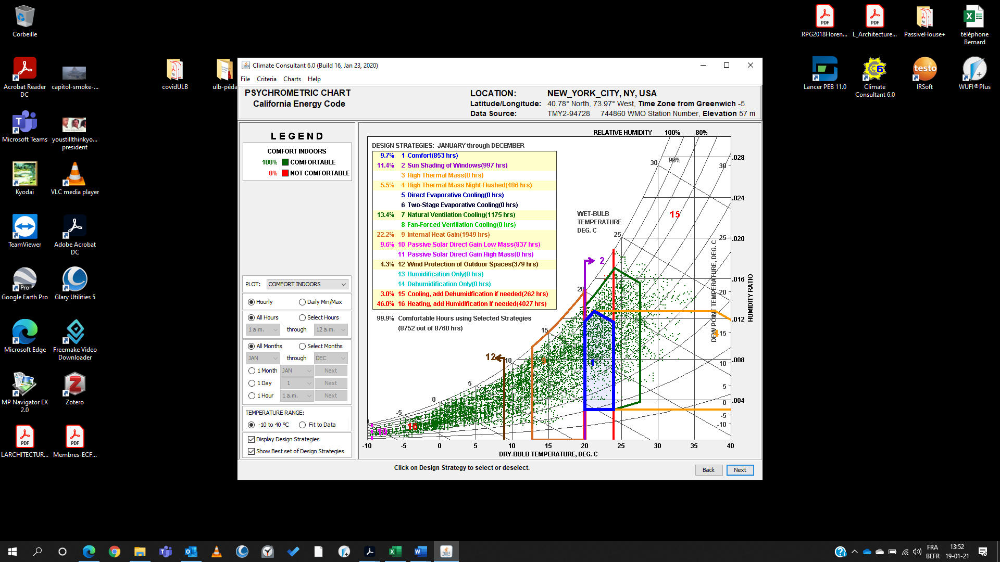 Corbeille
Acrobat Reader
DC
capitol-smoke-...
covidULB
ulb-péda
Microsoft Teams
youstillthinkyo...
president
Kyodai
VLC media player
TeamViewer
Adobe Acrobat
DC
Google Earth Pro
Glary Utilities 5
Microsoft Edge
Freemake Video
Downloader
MP Navigator EX
2.0
Zotero
LARCHITECTUR...
Membres-ECF...
RPG2018Floren...
L_Architecture...
PassiveHouse+
téléphone
Bernard
Lancer PEB 11.0
Climate
Consultant 6.0
IRSoft
WUFI®Plus
Climate Consultant 6.0 (Build 16, Jan 23, 2020)
File Criteria Charts Help
PSYCHROMETRIC CHART
California Energy Code
LOCATION: NEW_YORK_CITY, NY, USA
Latitude/Longitude: 40.78° North, 73.97° West, Time Zone from Greenwich -5
Data Source: TMY2-94728 744860 WMO Station Number, Elevation 57 m
LEGEND
COMFORT INDOORS
100% COMFORTABLE
0% NOT COMFORTABLE
PLOT: COMFORT INDOORS
Hourly Daily Min/Max
All Hours Select Hours
1 a.m. through 12 a.m.
All Months Select Months
JAN through DEC
1 Month JAN Next
1 Day 1 Next
1 Hour 1 a.m. Next
TEMPERATURE RANGE:
-10 to 40 °C Fit to Data
Display Design Strategies
Show Best set of Design Strategies
RELATIVE HUMIDITY 100% 80%
90%
DESIGN STRATEGIES: JANUARY through DECEMBER
9.7% 1 Comfort(853 hrs)
11.4% 2 Sun Shading of Windows(997 hrs)
3 High Thermal Mass(0 hrs)
5.5% 4 High Thermal Mass Night Flushed(486 hrs)
5 Direct Evaporative Cooling(0 hrs)
6 Two-Stage Evaporative Cooling(0 hrs)
13.4% 7 Natural Ventilation Cooling(1175 hrs)
8 Fan-Forced Ventilation Cooling(0 hrs)
22.2% 9 Internal Heat Gain(1949 hrs)
9.6% 10 Passive Solar Direct Gain Low Mass(837 hrs)
11 Passive Solar Direct Gain High Mass(0 hrs)
4.3% 12 Wind Protection of Outdoor Spaces(379 hrs)
13 Humidification Only(0 hrs)
14 Dehumidification Only(0 hrs)
3.0% 15 Cooling, add Dehumidfication if needed(262 hrs)
46.0% 16 Heating, add Humidification if needed(4027 hrs)
99.9% Comfortable Hours using Selected Strategies
(8752 out of 8760 hrs)
WET-BULB
TEMPERATURE
DEG. C
-5
0
5
10
15
20
25
30
15
2
12
9
1
4
16
10
DEW POINT TEMPERATURE, DEG. C
30
25
20
15
10
5
0
-5
-10
.028
.024
.020
.016
.012
.008
.004
HUMIDITY RATIO
-10 -5 0 5 10 15 20 25 30 35 40
DRY-BULB TEMPERATURE, DEG. C
Click on Design Strategy to select or deselect.
Back Next
FRA
BEFR
13:52
19-01-21